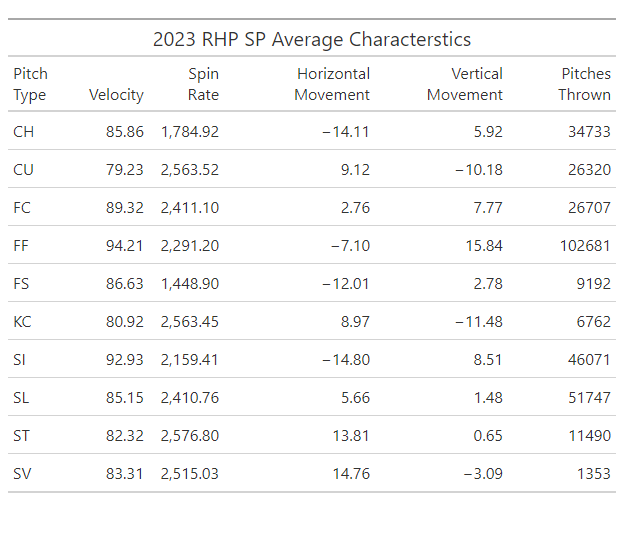 2023 RHP SP Average Characterstics
Pitch Type Velocity Spin Rate Horizontal Movement Vertical Movement Pitches Thrown
CH 85.86 1,784.92 −14.11 5.92 34733
CU 79.23 2,563.52 9.12 −10.18 26320
FC 89.32 2,411.10 2.76 7.77 26707
FF 94.21 2,291.20 −7.10 15.84 102681
FS 86.63 1,448.90 −12.01 2.78 9192
KC 80.92 2,563.45 8.97 −11.48 6762
SI 92.93 2,159.41 −14.80 8.51 46071
SL 85.15 2,410.76 5.66 1.48 51747
ST 82.32 2,576.80 13.81 0.65 11490
SV 83.31 2,515.03 14.76 −3.09 1353